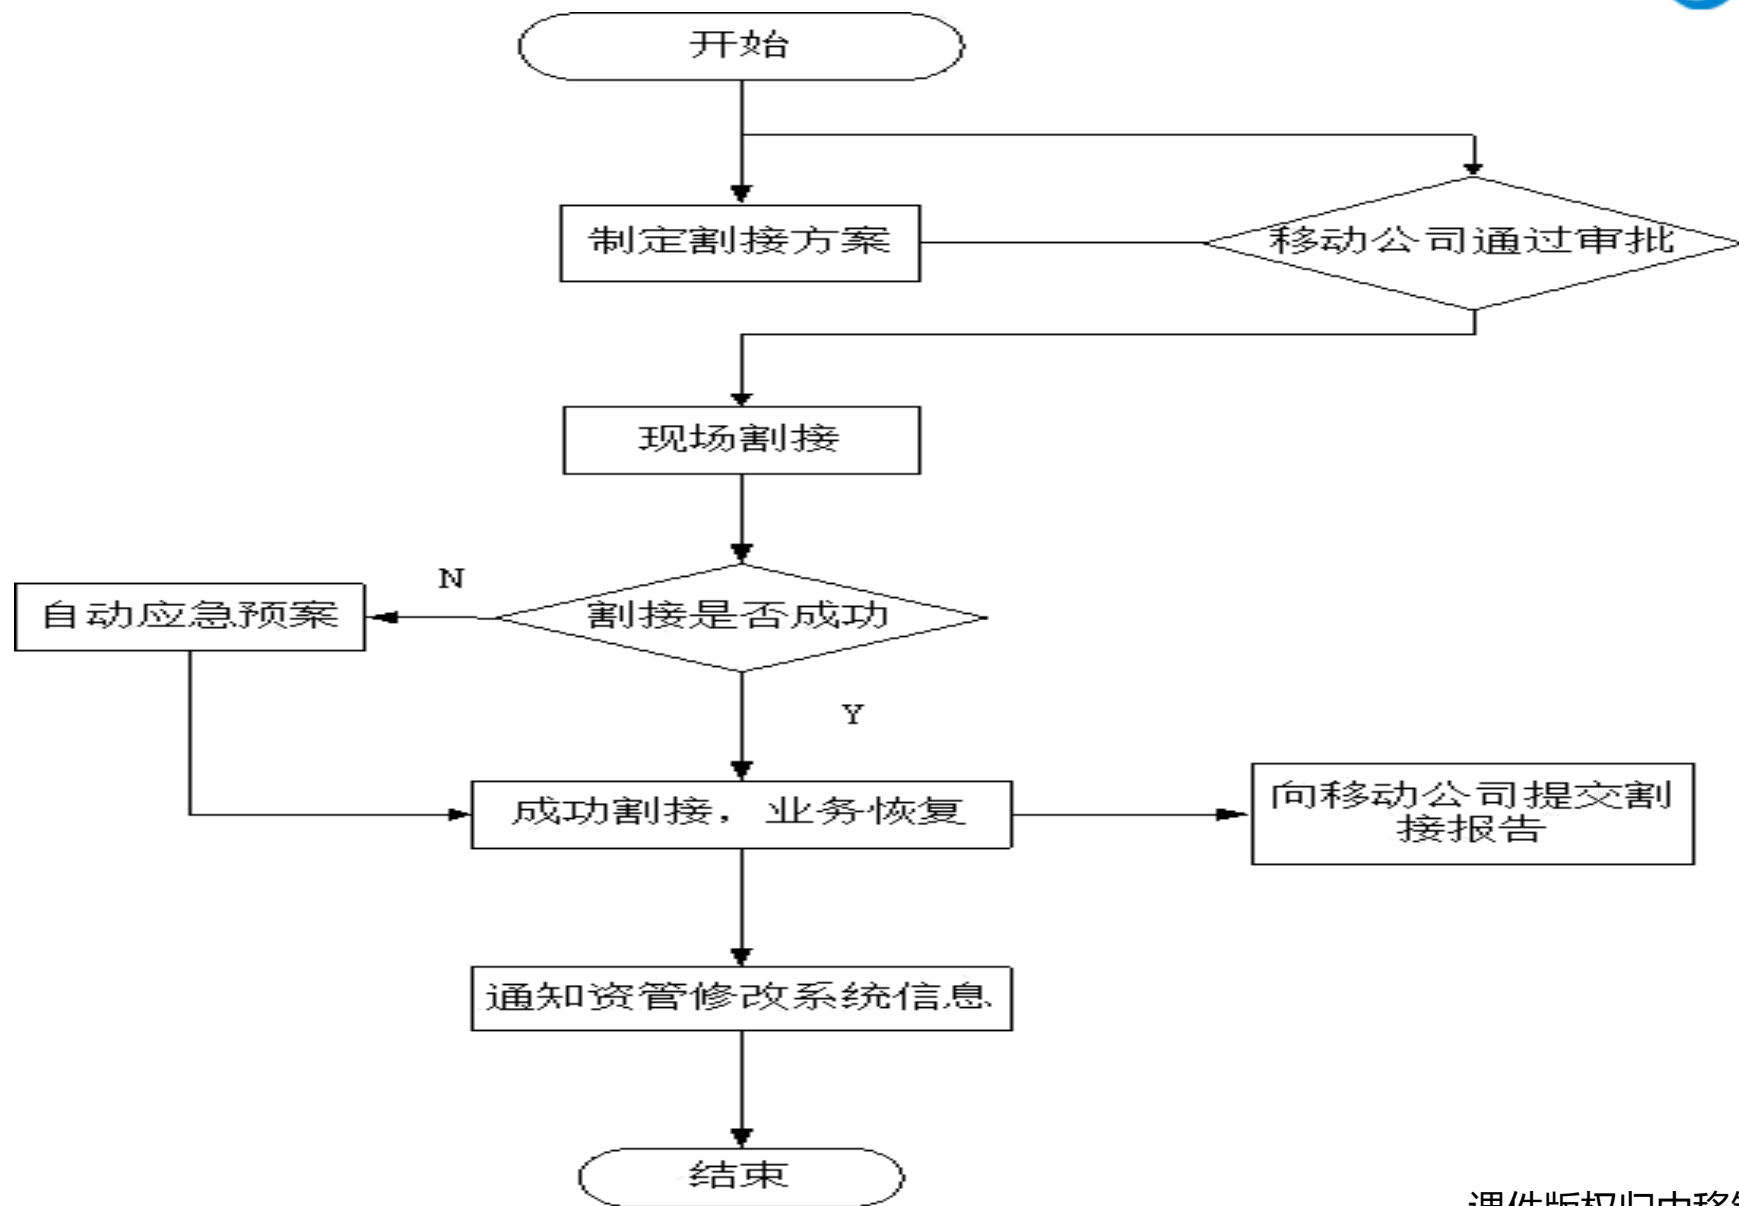 开始
制定割接方案
移动公司通过审批
现场割接
N
自动应急预案
割接是否成功
Y
成功割接，业务恢复
向移动公司提交割
接报告
通知资管修改系统信息
结束